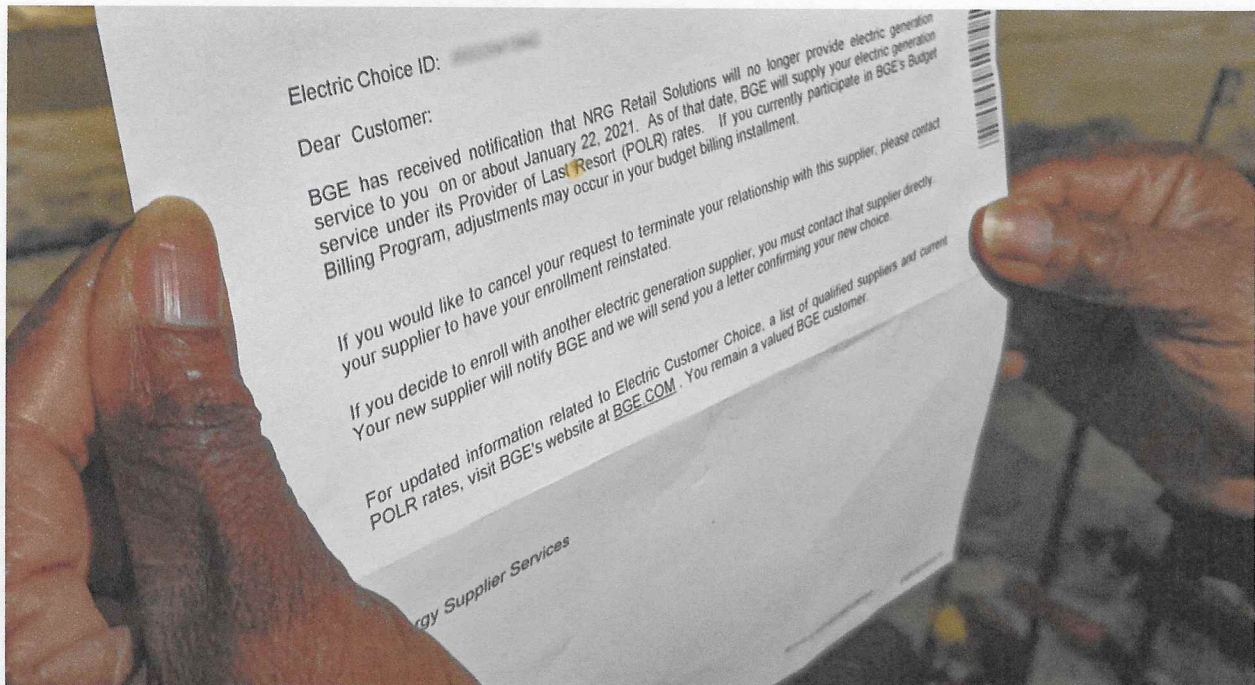 Electric Choice ID:
Dear Customer:
BGE has received notification that NRG Retail Solutions will no longer provide electric generation
service to you on or about January 22, 2021. As of that date, BGE will supply your electric generation
service under its Provider of Last Resort (POLR) rates. If you currently participate in BGE's Budget
Billing Program, adjustments may occur in your budget billing installment.
If you would like to cancel your request to terminate your relationship with this supplier, please contact
your supplier to have your enrollment reinstated.
If you decide to enroll with another electric generation supplier, you must contact that supplier directly.
Your new supplier will notify BGE and we will send you a letter confirming your new choice.
For updated information related to Electric Customer Choice, a list of qualified suppliers and current
POLR rates, visit BGE's website at BGE.COM . You remain a valued BGE customer.
rgy Supplier Services